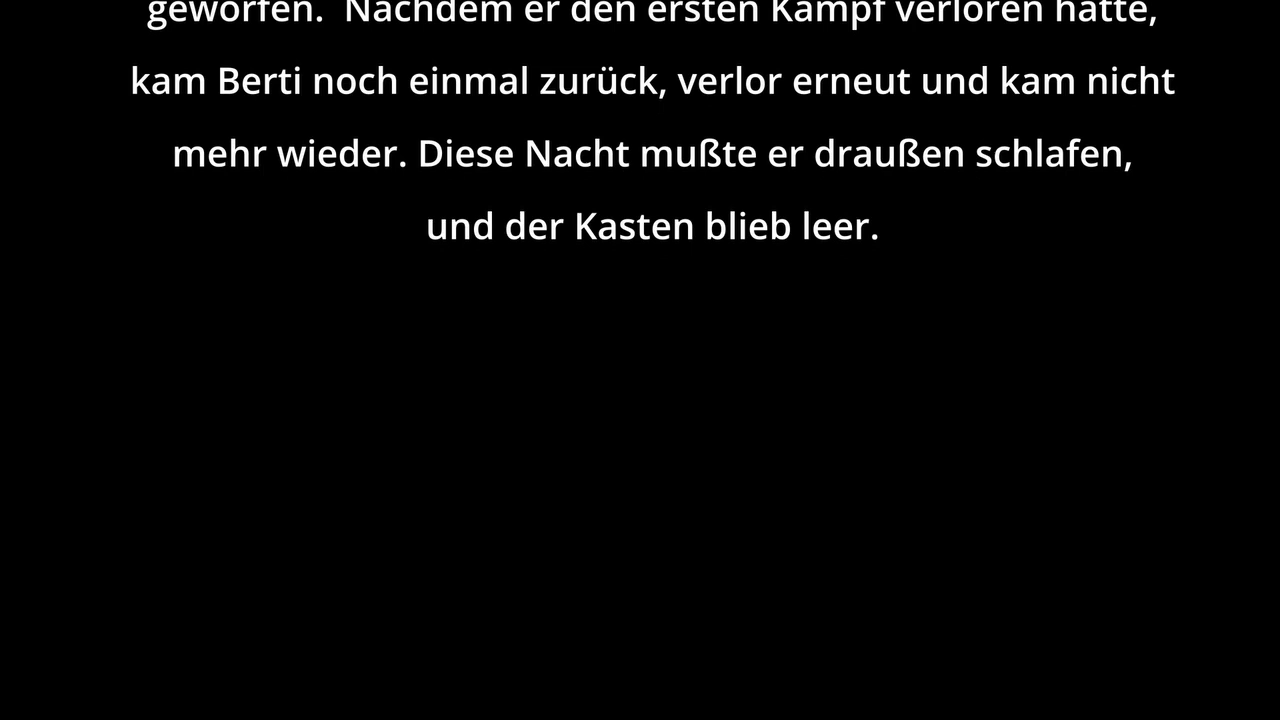 geworfen.  Nachdem er den ersten Kampf verloren hatte,
kam Berti noch einmal zurück, verlor erneut und kam nicht
mehr wieder. Diese Nacht mußte er draußen schlafen,
und der Kasten blieb leer.